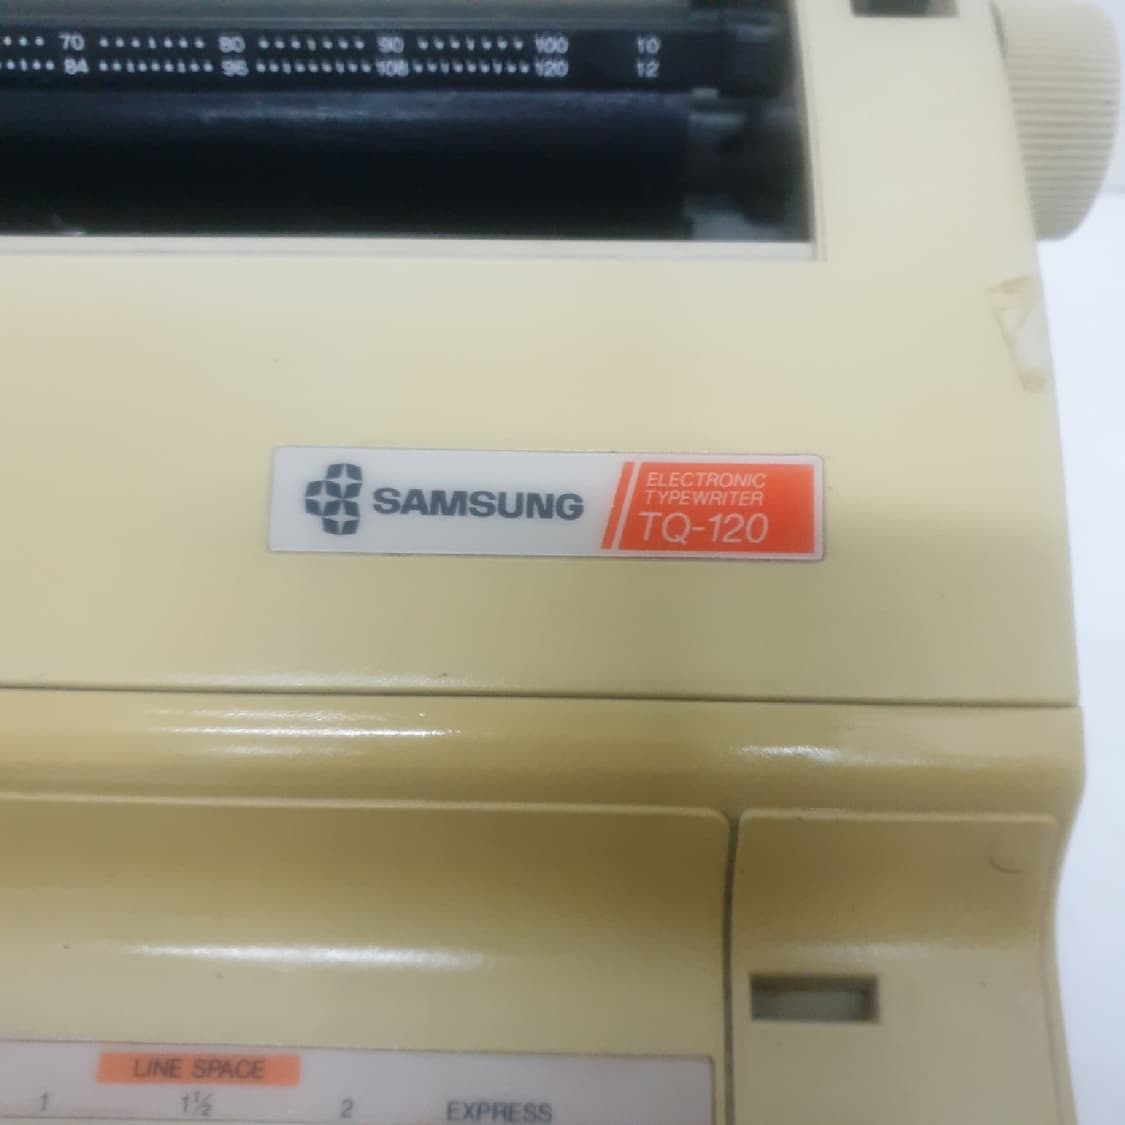 70 80 90 100 10
84 96 108 120 12
SAMSUNG
ELECTRONIC
TYPEWRITER
TQ-120
LINE SPACE
1 1½ 2 EXPRESS